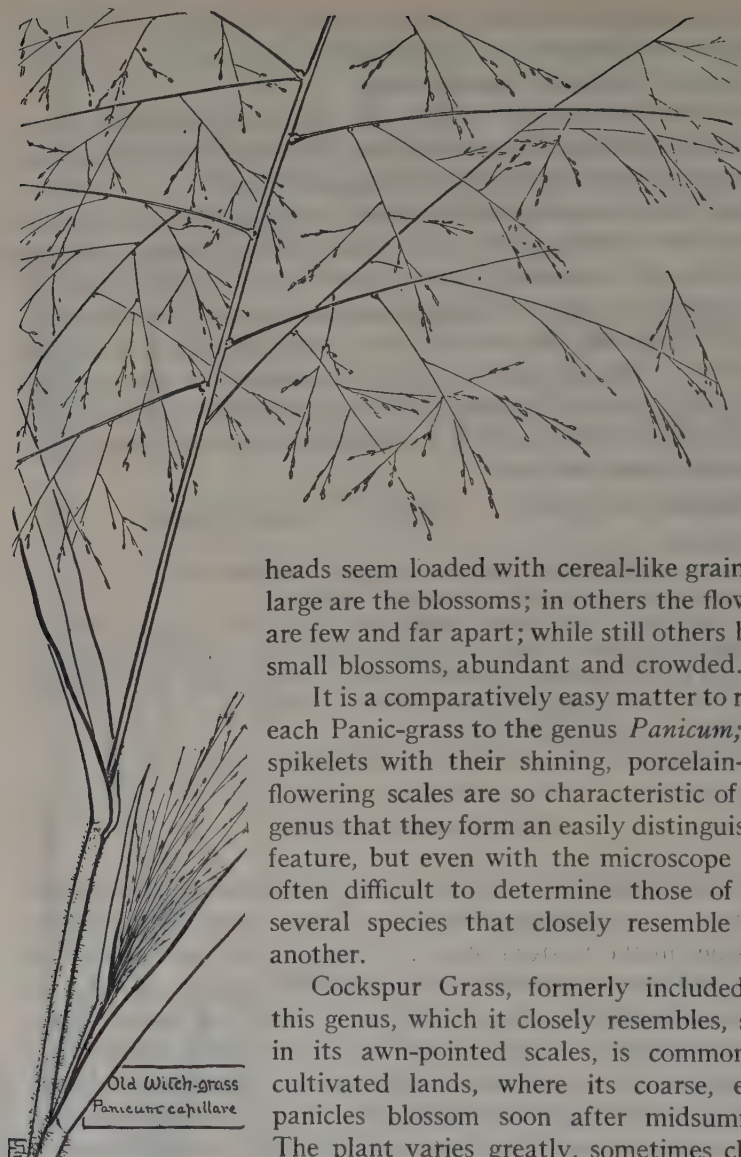 heads seem loaded with cereal-like grain
large are the blossoms; in others the flow
are few and far apart; while still others h
small blossoms, abundant and crowded.
It is a comparatively easy matter to r
each Panic-grass to the genus Panicum;
spikelets with their shining, porcelain-
flowering scales are so characteristic of
genus that they form an easily distinguis
feature, but even with the microscope
often difficult to determine those of
several species that closely resemble
another.
Cockspur Grass, formerly included
this genus, which it closely resembles, s
in its awn-pointed scales, is common
cultivated lands, where its coarse, e
panicles blossom soon after midsum
The plant varies greatly, sometimes cl
Old Witch-grass
Panicum capillare